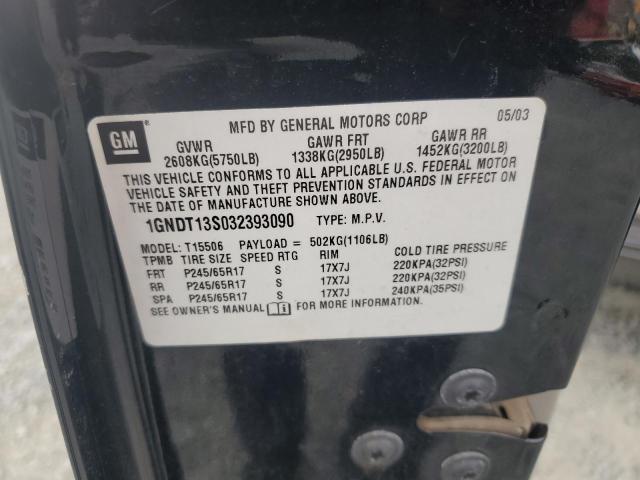 GM®
MFD BY GENERAL MOTORS CORP 05/03
GVWR GAWR FRT GAWR RR
2608KG(5750LB) 1338KG(2950LB) 1452KG(3200LB)
THIS VEHICLE CONFORMS TO ALL APPLICABLE U.S. FEDERAL MOTOR
VEHICLE SAFETY AND THEFT PREVENTION STANDARDS IN EFFECT ON
THE DATE OF MANUFACTURE SHOWN ABOVE.
1GNDT13S032393090 TYPE: M.P.V.
MODEL: T15506 PAYLOAD = 502KG(1106LB)
TPMB TIRE SIZE SPEED RTG RIM COLD TIRE PRESSURE
FRT P245/65R17 S 17X7J 220KPA(32PSI)
RR P245/65R17 S 17X7J 220KPA(32PSI)
SPA P245/65R17 S 17X7J 240KPA(35PSI)
SEE OWNER'S MANUAL FOR MORE INFORMATION.